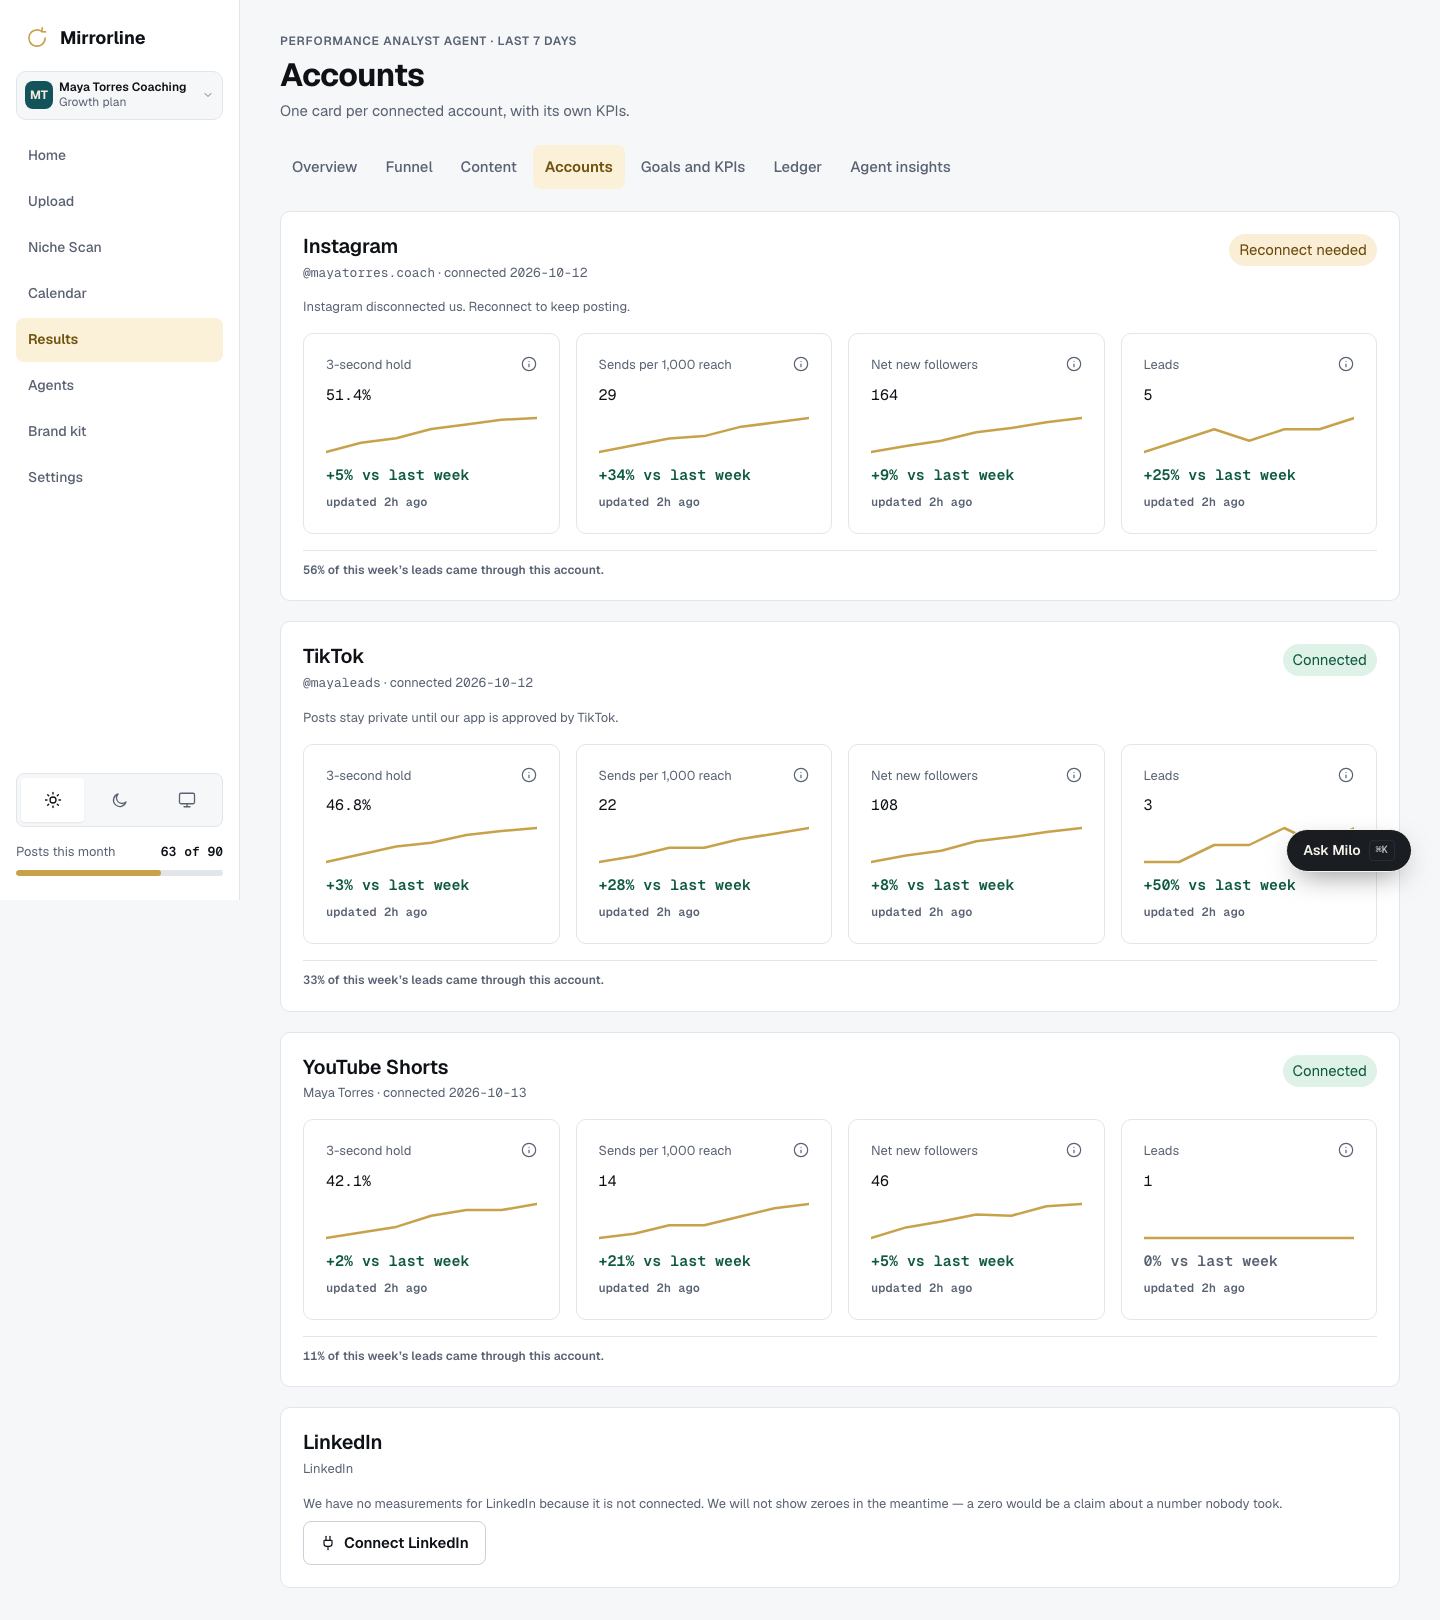 Mirrorline
MT
Maya Torres Coaching
Growth plan
Home
Upload
Niche Scan
Calendar
Results
Agents
Brand kit
Settings
Posts this month 63 of 90
PERFORMANCE ANALYST AGENT · LAST 7 DAYS
Accounts
One card per connected account, with its own KPIs.
Overview Funnel Content Accounts Goals and KPIs Ledger Agent insights
Instagram
Reconnect needed
@mayatorres.coach · connected 2026-10-12
Instagram disconnected us. Reconnect to keep posting.
3-second hold
51.4%
+5% vs last week
updated 2h ago
Sends per 1,000 reach
29
+34% vs last week
updated 2h ago
Net new followers
164
+9% vs last week
updated 2h ago
Leads
5
+25% vs last week
updated 2h ago
56% of this week's leads came through this account.
TikTok
Connected
@mayaleads · connected 2026-10-12
Posts stay private until our app is approved by TikTok.
3-second hold
46.8%
+3% vs last week
updated 2h ago
Sends per 1,000 reach
22
+28% vs last week
updated 2h ago
Net new followers
108
+8% vs last week
updated 2h ago
Leads
3
+50% vs last week
updated 2h ago
Ask Milo ⌘K
33% of this week's leads came through this account.
YouTube Shorts
Connected
Maya Torres · connected 2026-10-13
3-second hold
42.1%
+2% vs last week
updated 2h ago
Sends per 1,000 reach
14
+21% vs last week
updated 2h ago
Net new followers
46
+5% vs last week
updated 2h ago
Leads
1
0% vs last week
updated 2h ago
11% of this week's leads came through this account.
LinkedIn
LinkedIn
We have no measurements for LinkedIn because it is not connected. We will not show zeroes in the meantime — a zero would be a claim about a number nobody took.
Connect LinkedIn